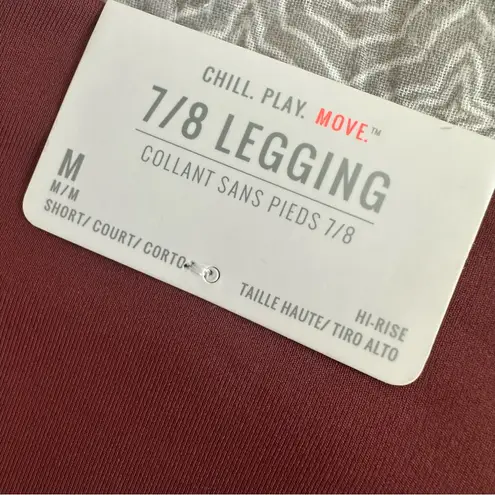 CHILL. PLAY. MOVE.™
7/8 LEGGING
COLLANT SANS PIEDS 7/8
M
M/M
SHORT/ COURT/ CORTO
HI-RISE
TAILLE HAUTE/ TIRO ALTO